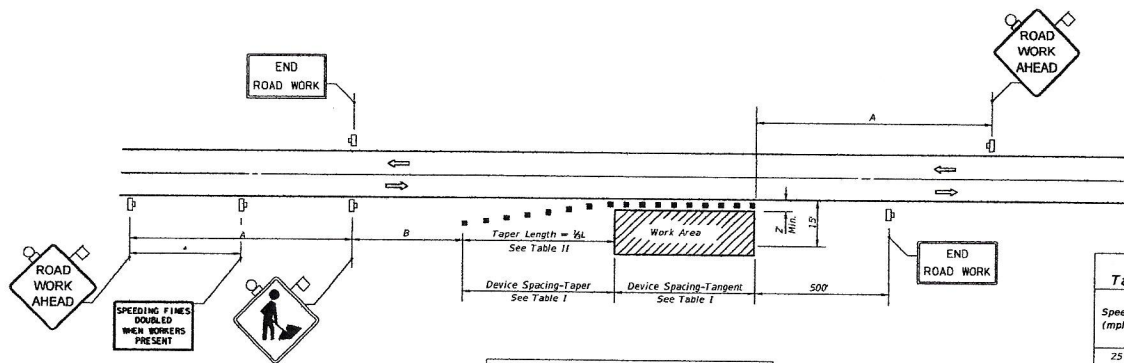 ROAD
WORK
AHEAD
END
ROAD WORK
A
A
B
Taper Length = ⅓L
See Table II
Work Area
2'
Min.
15'
END
ROAD WORK
ROAD
WORK
AHEAD
SPEEDING FINES
DOUBLED
WHEN WORKERS
PRESENT
*
Device Spacing-Taper
See Table I
Device Spacing-Tangent
See Table I
500'
Speed
(mph)
25